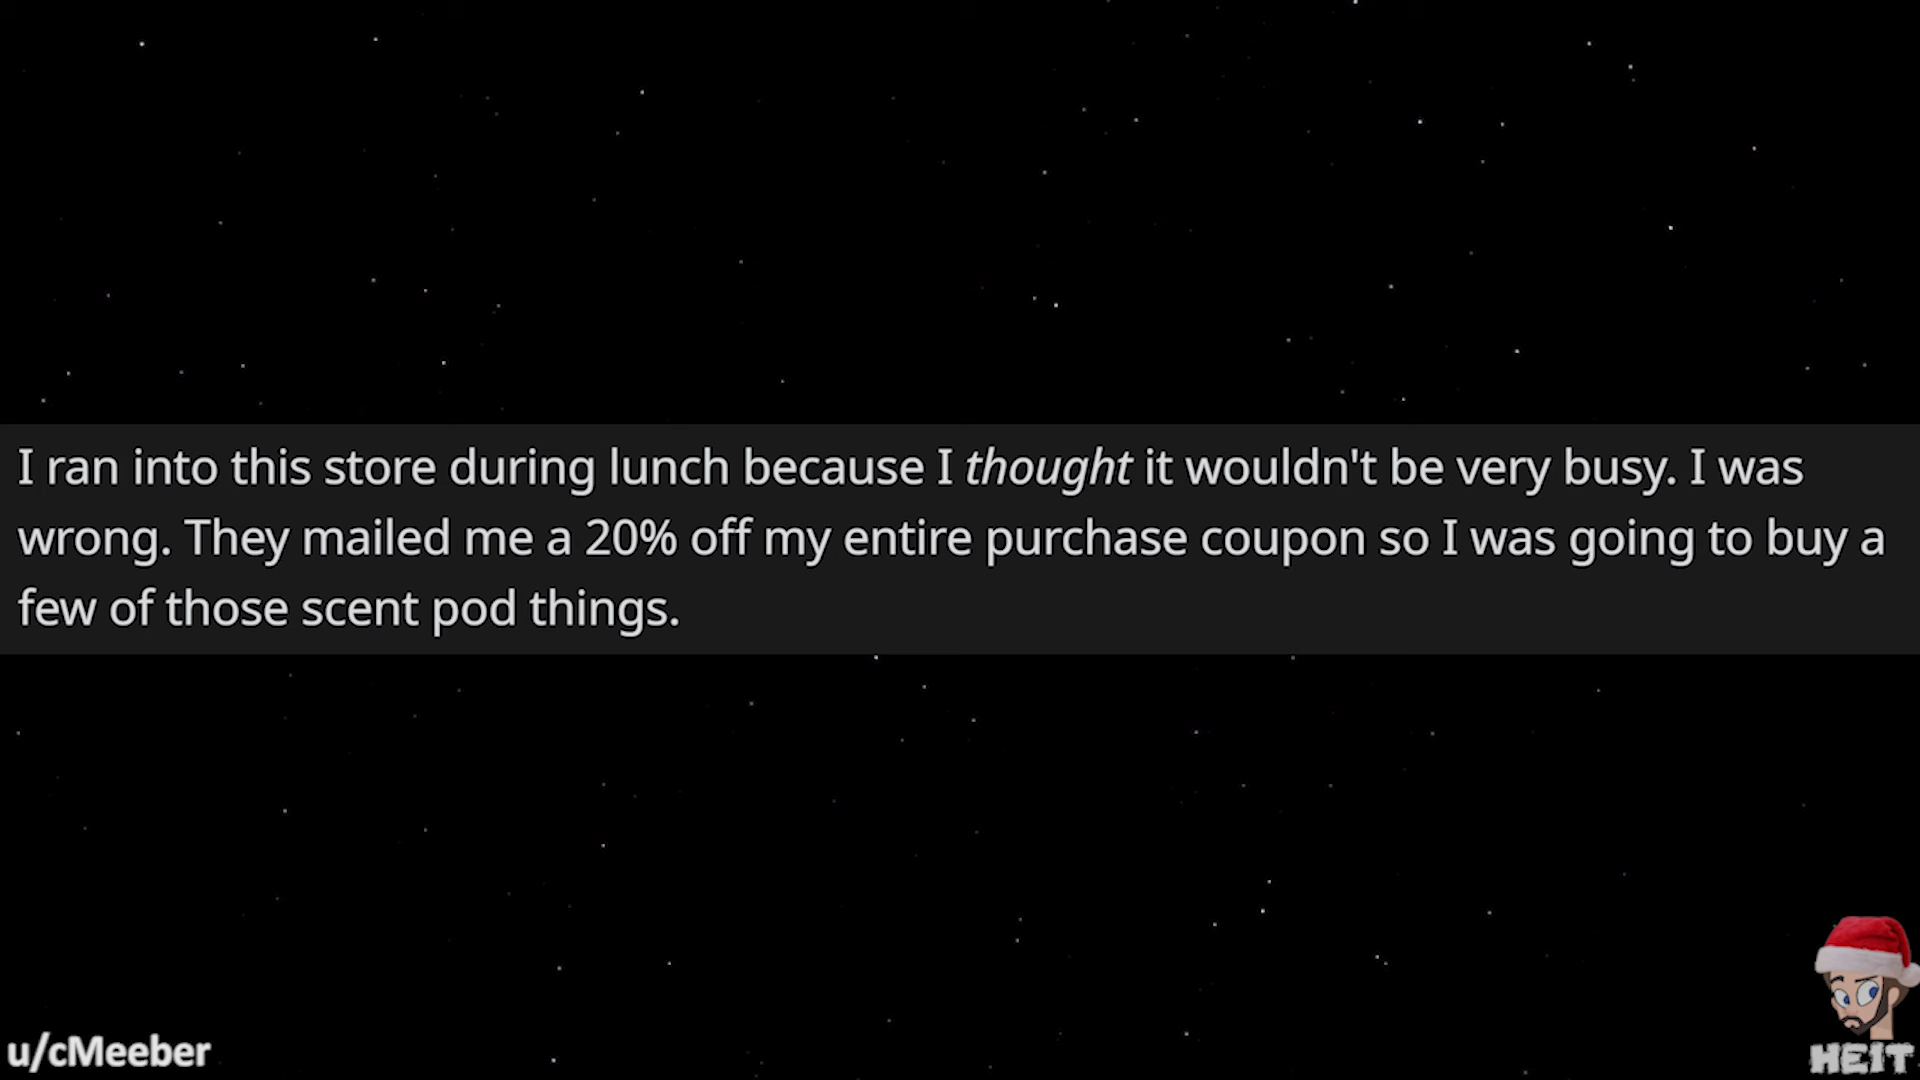 I ran into this store during lunch because I thought it wouldn't be very busy. I was
wrong. They mailed me a 20% off my entire purchase coupon so I was going to buy a
few of those scent pod things.
u/cMeeber
HEIT